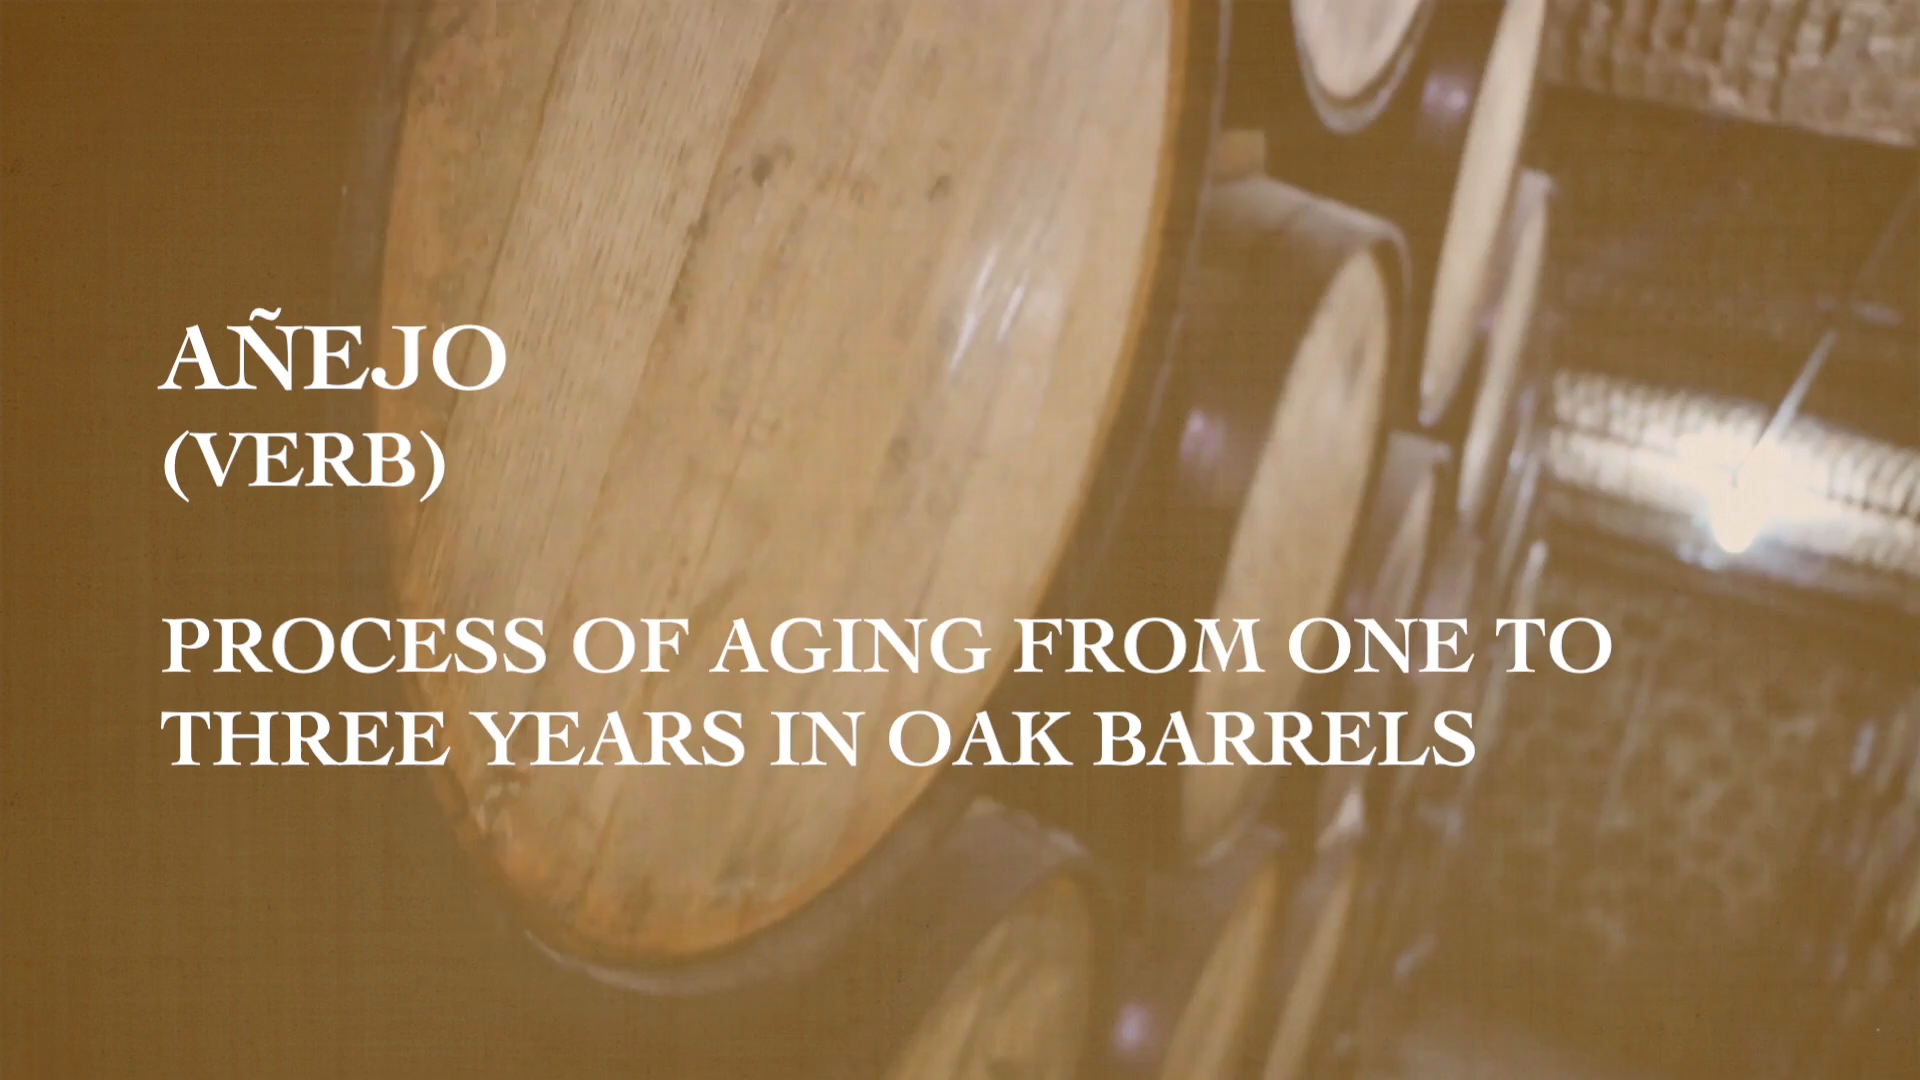 AÑEJO
(VERB)
PROCESS OF AGING FROM ONE TO
THREE YEARS IN OAK BARRELS